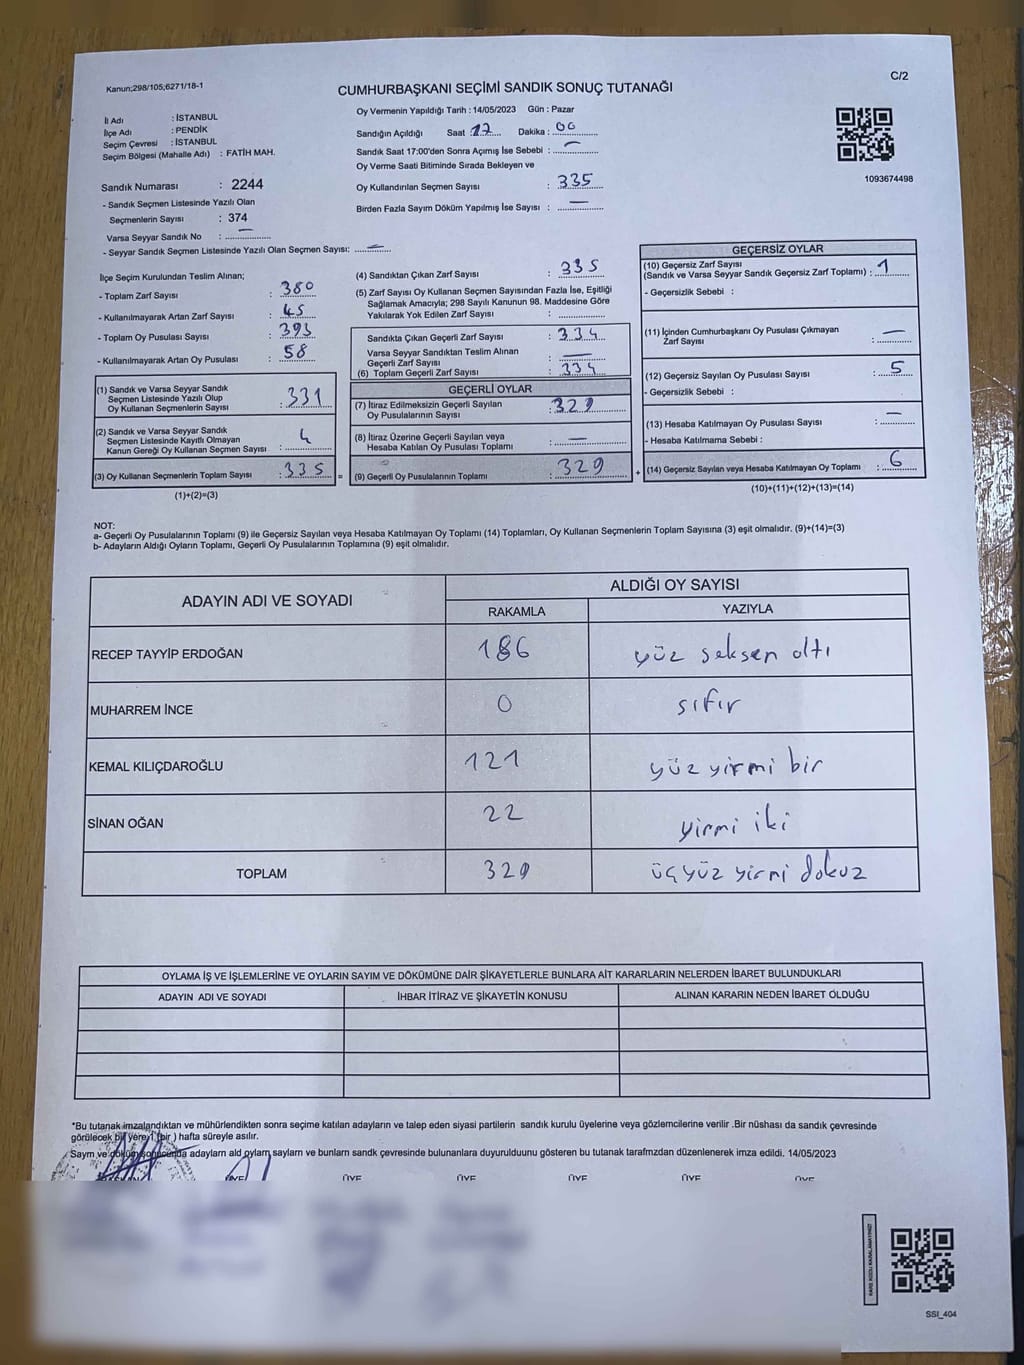 Kanun;298/105;6271/18-1
C/2
CUMHURBAŞKANI SEÇİMİ SANDIK SONUÇ TUTANAĞI
İl Adı : İSTANBUL
İlçe Adı : PENDİK
Seçim Çevresi : İSTANBUL
Seçim Bölgesi (Mahalle Adı) : FATİH MAH.
Oy Vermenin Yapıldığı Tarih : 14/05/2023 Gün : Pazar
Sandığın Açıldığı Saat : 17 Dakika : 00
Sandık Saat 17:00'den Sonra Açımış İse Sebebi : —
Oy Verme Saati Bitiminde Sırada Bekleyen ve
Oy Kullandırılan Seçmen Sayısı : 335
Birden Fazla Sayım Döküm Yapılmış İse Sayısı : —
1093674498
Sandık Numarası : 2244
- Sandık Seçmen Listesinde Yazılı Olan
Seçmenlerin Sayısı : 374
Varsa Seyyar Sandık No : —
- Seyyar Sandık Seçmen Listesinde Yazılı Olan Seçmen Sayısı: —
İlçe Seçim Kurulundan Teslim Alınan;
- Toplam Zarf Sayısı : 380
- Kullanılmayarak Artan Zarf Sayısı : 45
- Toplam Oy Pusulası Sayısı : 393
- Kullanılmayarak Artan Oy Pusulası : 58
(1) Sandık ve Varsa Seyyar Sandık
Seçmen Listesinde Yazılı Olup
Oy Kullanan Seçmenlerin Sayısı : 331
(2) Sandık ve Varsa Seyyar Sandık
Seçmen Listesinde Kayıtlı Olmayan
Kanun Gereği Oy Kullanan Seçmen Sayısı : 4
(3) Oy Kullanan Seçmenlerin Toplam Sayısı : 335 =
(1)+(2)=(3)
(4) Sandıktan Çıkan Zarf Sayısı : 335
(5) Zarf Sayısı Oy Kullanan Seçmen Sayısından Fazla İse, Eşitliği
Sağlamak Amacıyla; 298 Sayılı Kanunun 98. Maddesine Göre
Yakılarak Yok Edilen Zarf Sayısı :
Sandıkta Çıkan Geçerli Zarf Sayısı : 334
Varsa Seyyar Sandıktan Teslim Alınan
Geçerli Zarf Sayısı : —
(6) Toplam Geçerli Zarf Sayısı : 334
GEÇERLİ OYLAR
(7) İtiraz Edilmeksizin Geçerli Sayılan
Oy Pusulalarının Sayısı : 329
(8) İtiraz Üzerine Geçerli Sayılan veya
Hesaba Katılan Oy Pusulası Toplamı : —
(9) Geçerli Oy Pusulalarının Toplamı : 329 +
GEÇERSİZ OYLAR
(10) Geçersiz Zarf Sayısı
(Sandık ve Varsa Seyyar Sandık Geçersiz Zarf Toplamı) : 1
- Geçersizlik Sebebi :
(11) İçinden Cumhurbaşkanı Oy Pusulası Çıkmayan
Zarf Sayısı : —
(12) Geçersiz Sayılan Oy Pusulası Sayısı : 5
- Geçersizlik Sebebi :
(13) Hesaba Katılmayan Oy Pusulası Sayısı : —
- Hesaba Katılmama Sebebi :
(14) Geçersiz Sayılan veya Hesaba Katılmayan Oy Toplamı : 6
(10)+(11)+(12)+(13)=(14)
NOT:
a- Geçerli Oy Pusulalarının Toplamı (9) ile Geçersiz Sayılan veya Hesaba Katılmayan Oy Toplamı (14) Toplamları, Oy Kullanan Seçmenlerin Toplam Sayısına (3) eşit olmalıdır. (9)+(14)=(3)
b- Adayların Aldığı Oyların Toplamı, Geçerli Oy Pusulalarının Toplamına (9) eşit olmalıdır.
ADAYIN ADI VE SOYADI ALDIĞI OY SAYISI
RAKAMLA YAZIYLA
RECEP TAYYİP ERDOĞAN 186 yüz seksen altı
MUHARREM İNCE 0 sıfır
KEMAL KILIÇDAROĞLU 121 yüz yirmi bir
SİNAN OĞAN 22 yirmi iki
TOPLAM 329 üçyüz yirmi dokuz
OYLAMA İŞ VE İŞLEMLERİNE VE OYLARIN SAYIM VE DÖKÜMÜNE DAİR ŞİKAYETLERLE BUNLARA AİT KARARLARIN NELERDEN İBARET BULUNDUKLARI
ADAYIN ADI VE SOYADI İHBAR İTİRAZ VE ŞİKAYETİN KONUSU ALINAN KARARIN NEDEN İBARET OLDUĞU
*Bu tutanak imzalandıktan ve mühürlendikten sonra seçime katılan adayların ve talep eden siyasi partilerin sandık kurulu üyelerine veya gözlemcilerine verilir .Bir nüshası da sandık çevresinde
görülecek bir yere 1 (bir ) hafta süreyle asılır.
Sayım ve döküm sonucunda adayların ald oyların, sayların ve bunların sandk çevresinde bulunanlara duyurulduunu gösteren bu tutanak tarafmzdan düzenlenerek imza edildi. 14/05/2023
ÜYE ÜYE ÜYE ÜYE ÜYE ÜYE
SSI_404